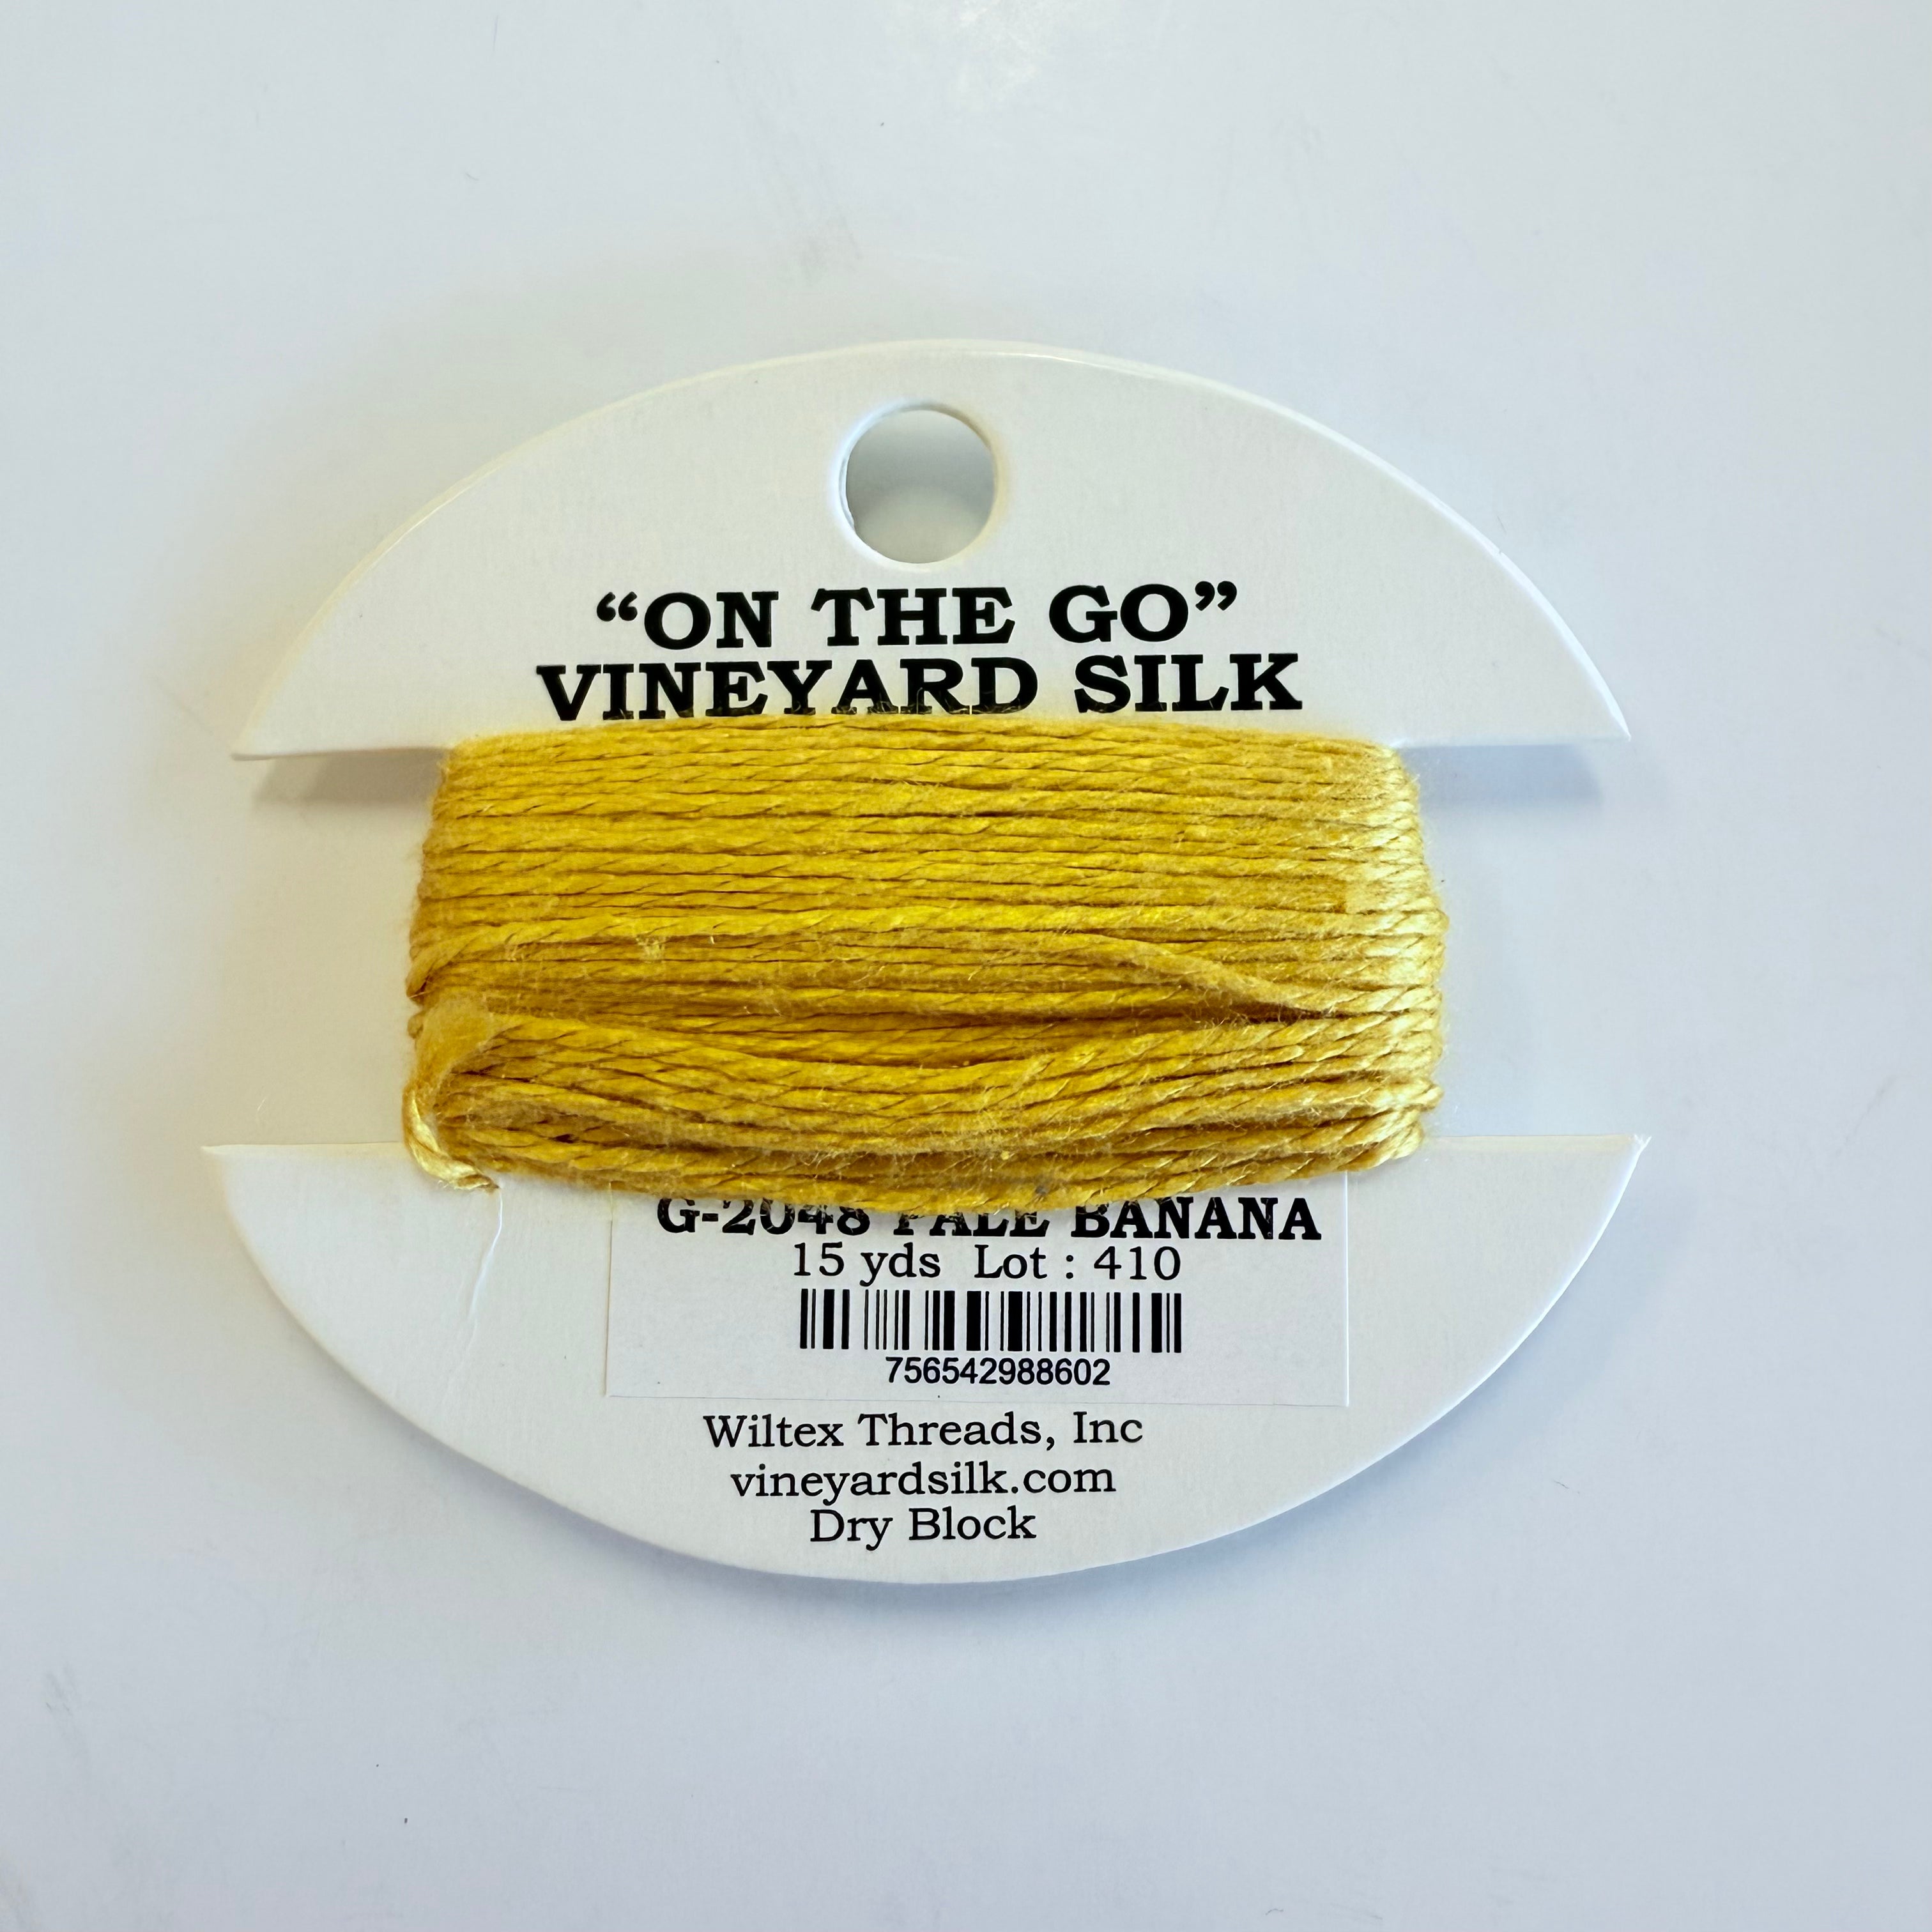 “ON THE GO”
VINEYARD SILK
G-2048 PALE BANANA
15 yds Lot : 410
756542988602
Wiltex Threads, Inc
vineyardsilk.com
Dry Block